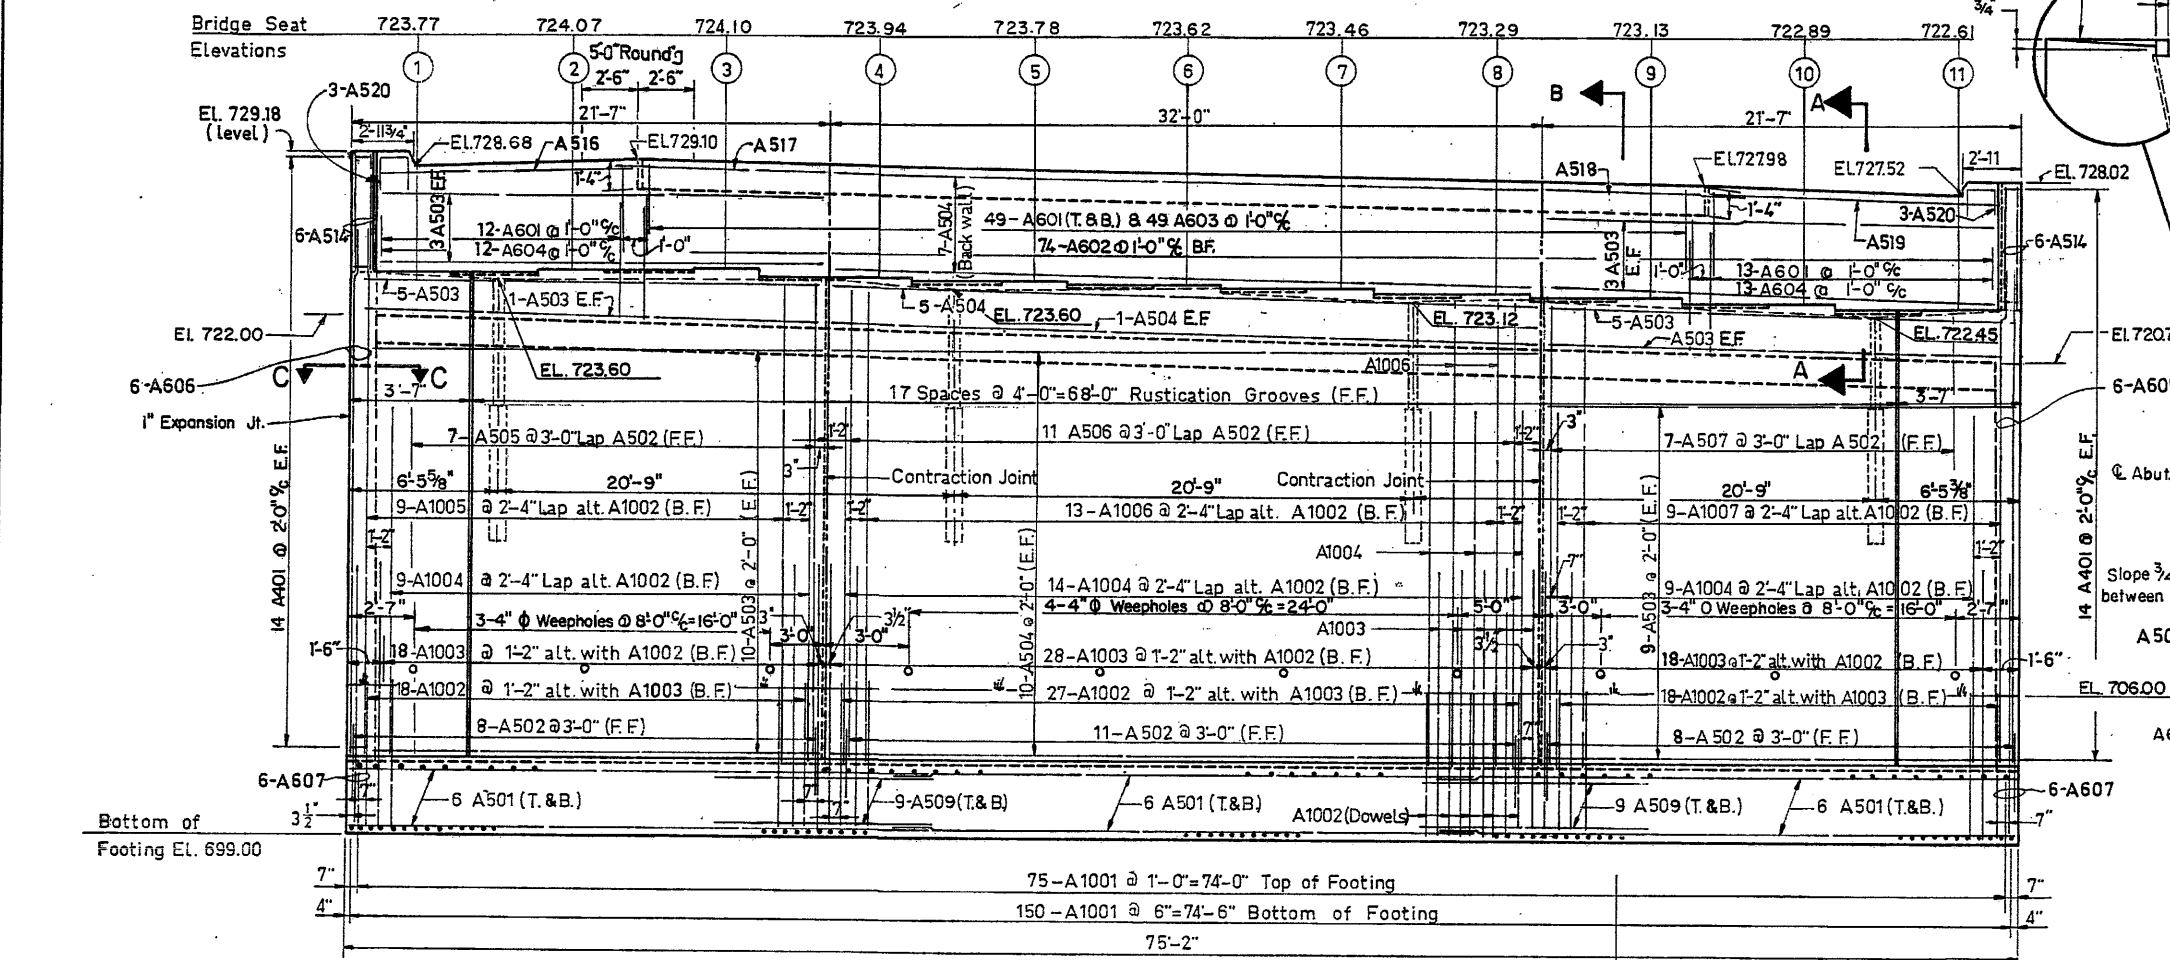 Bridge Seat 723.77 724.07 724.10 723.94 723.78 723.62 723.46 723.29 723.13 722.89 722.61
Elevations
3/4"
5'-0" Round'g
1 2 3 4 5 6 7 8 9 10 11
2'-6" 2'-6"
3-A520
B
A
El. 729.18
(level)
21'-7" 32'-0" 21'-7"
2'-11 3/4"
El.728.68 A516 El.729.10 A517
A518 El.727.98 El.727.52 2'-11
El. 728.02
1'-4"
3 A503 E.F.
7-A504
(Back wall)
49-A601 (T.&B.) & 49 A603 @ 1'-0" c/c
1'-4"
3-A520
6-A514
12-A601 @ 1'-0" c/c
12-A604 @ 1'-0" c/c
1'-0"
74-A602 @ 1'-0" c/c B.F.
3 A503
E.F.
A519
6-A514
1'-0" 13-A601 @ 1'-0" c/c
13-A604 @ 1'-0" c/c
5-A503 1-A503 E.F.
5-A504 EL.723.60 1-A504 E.F.
EL. 723.12 5-A503 EL.722.45
El. 722.00
A503 E.F.
El.720.7
6-A606
C C
EL. 723.60
A1006
A
3'-7"
17 Spaces @ 4'-0"=68'-0" Rustication Grooves (F.F.)
3'-7"
6-A60
1" Expansion Jt.
7-A505 @ 3'-0" Lap A502 (F.F.)
1'-2"
11 A506 @ 3'-0" Lap A502 (F.F.)
1'-2"
3"
7-A507 @ 3'-0" Lap A502 (F.F.)
3"
Contraction Joint
Contraction Joint
6'-5 5/8" 20'-9" 20'-9" 20'-9" 6'-5 3/8"
℄ Abut.
14 A401 @ 2'-0" c/c E.F.
14 A401 @ 2'-0" c/c E.F.
9-A1005 @ 2'-4" Lap alt. A1002 (B.F.)
1'-2" 1'-2"
13-A1006 @ 2'-4" Lap alt. A1002 (B.F.)
1'-2" 1'-2"
9-A1007 @ 2'-4" Lap alt. A1002 (B.F.)
10-A503 @ 2'-0" (E.F.)
10-A504 @ 2'-0" (E.F.)
9-A503 @ 2'-0" (E.F.)
1'-2"
A1004
1'-2"
7"
9-A1004 @ 2'-4" Lap alt. A1002 (B.F.)
14-A1004 @ 2'-4" Lap alt. A1002 (B.F.)
9-A1004 @ 2'-4" Lap alt. A1002 (B.F.)
Slope 3/4
between
2'-7"
3-4" ϕ Weepholes @ 8'-0" c/c=16'-0"
3"
3 1/2"
4-4" ϕ Weepholes @ 8'-0" c/c = 24'-0"
5'-0" 3'-0"
3-4" O Weepholes @ 8'-0" c/c = 16'-0"
2'-7"
3'-0" 3'-0"
A1003
3 1/2" 3"
A50
1'-6"
18-A1003 @ 1'-2" alt. with A1002 (B.F.)
28-A1003 @ 1'-2" alt. with A1002 (B.F.)
18-A1003 @ 1'-2" alt. with A1002 (B.F.)
1'-6"
18-A1002 @ 1'-2" alt. with A1003 (B.F.)
27-A1002 @ 1'-2" alt. with A1003 (B.F.)
18-A1002 @ 1'-2" alt. with A1003 (B.F.)
EL. 706.00
8-A502 @ 3'-0" (F.F.)
11-A502 @ 3'-0" (F.F.)
7"
8-A502 @ 3'-0" (F.F.)
A6
6-A607
7"
3 1/2"
6 A501 (T.&B.)
7"
7"
9-A509 (T.&B.)
6 A501 (T.&B.)
A1002 (Dowels)
9 A509 (T.&B.)
6 A501 (T.&B.)
6-A607
7"
Bottom of
Footing El. 699.00
7" 75-A1001 @ 1'-0"=74'-0" Top of Footing 7"
4" 150-A1001 @ 6"=74'-6" Bottom of Footing 4"
75'-2"